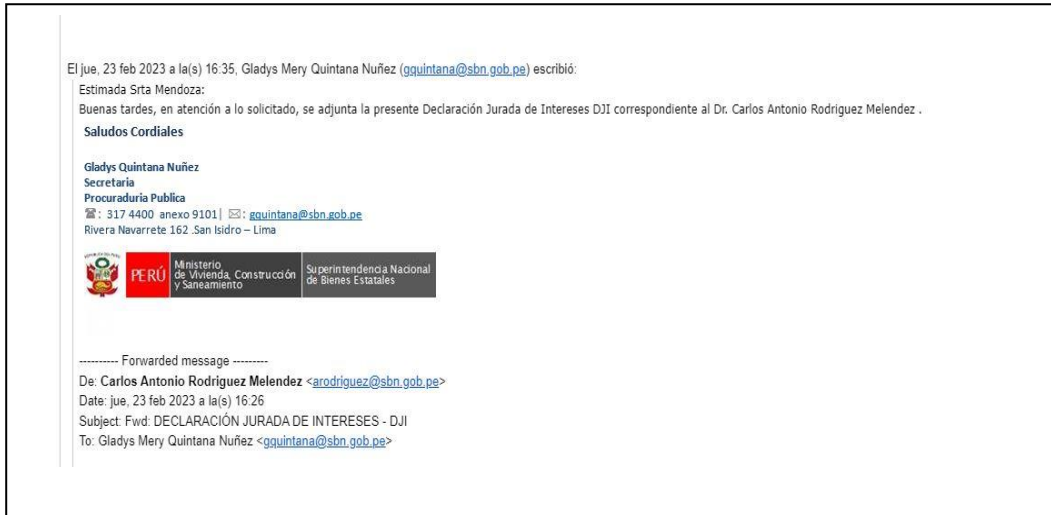 El jue, 23 feb 2023 a la(s) 16:35, Gladys Mery Quintana Nuñez (gquintana@sbn.gob.pe) escribió:
Estimada Srta Mendoza:
Buenas tardes, en atención a lo solicitado, se adjunta la presente Declaración Jurada de Intereses DJI correspondiente al Dr. Carlos Antonio Rodriguez Melendez .
Saludos Cordiales
Gladys Quintana Nuñez
Secretaria
Procuraduria Publica
☎: 317 4400 anexo 9101| ✉: gquintana@sbn.gob.pe
Rivera Navarrete 162 .San Isidro – Lima
PERÚ
Ministerio
de Vivienda, Construcción
y Saneamiento
Superintendencia Nacional
de Bienes Estatales
---------- Forwarded message ---------
De: Carlos Antonio Rodriguez Melendez <arodriguez@sbn.gob.pe>
Date: jue, 23 feb 2023 a la(s) 16:26
Subject: Fwd: DECLARACIÓN JURADA DE INTERESES - DJI
To: Gladys Mery Quintana Nuñez <gquintana@sbn.gob.pe>